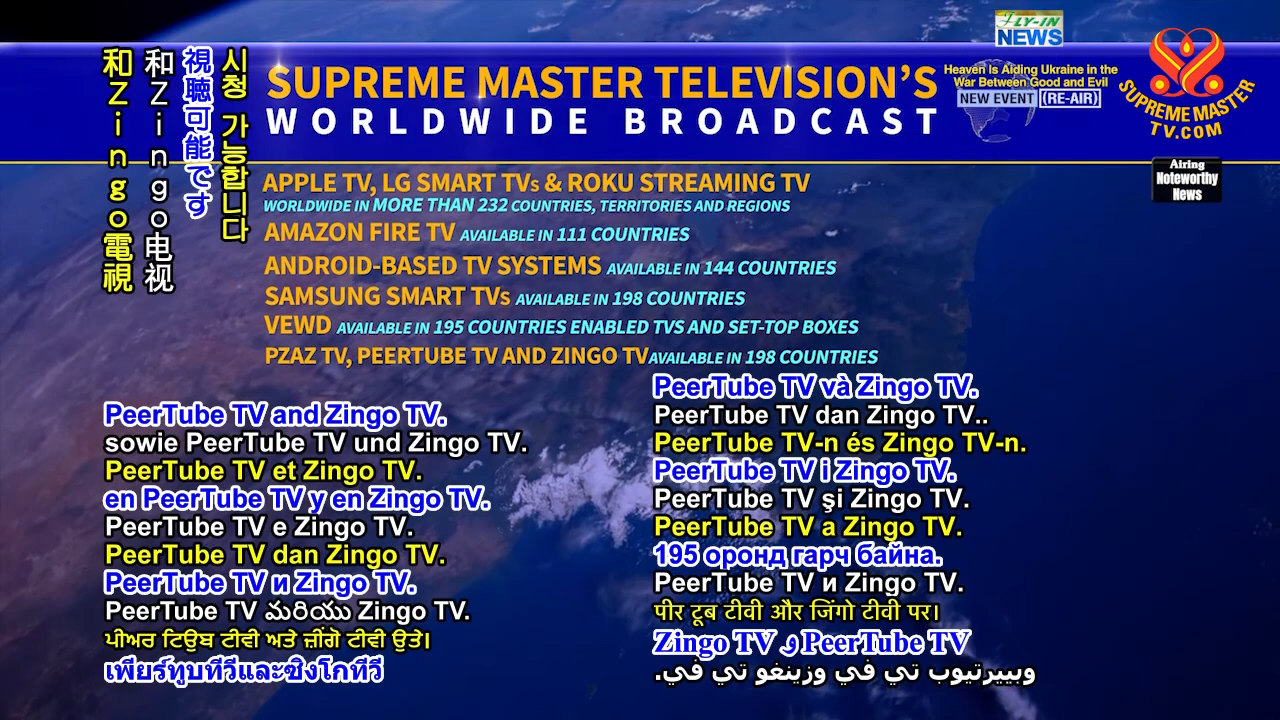 FLY-IN
NEWS
Heaven Is Aiding Ukraine in the
War Between Good and Evil
NEW EVENT (RE-AIR)
SUPREME MASTER
TV.COM
Airing
Noteworthy
News
SUPREME MASTER TELEVISION'S
WORLDWIDE BROADCAST
APPLE TV, LG SMART TVs & ROKU STREAMING TV
WORLDWIDE IN MORE THAN 232 COUNTRIES, TERRITORIES AND REGIONS
AMAZON FIRE TV AVAILABLE IN 111 COUNTRIES
ANDROID-BASED TV SYSTEMS AVAILABLE IN 144 COUNTRIES
SAMSUNG SMART TVs AVAILABLE IN 198 COUNTRIES
VEWD AVAILABLE IN 195 COUNTRIES ENABLED TVS AND SET-TOP BOXES
PZAZ TV, PEERTUBE TV AND ZINGO TV AVAILABLE IN 198 COUNTRIES
和Zingo電視
和Zingo电视
視聴可能です
시청 가능합니다
PeerTube TV and Zingo TV.
sowie PeerTube TV und Zingo TV.
PeerTube TV et Zingo TV.
en PeerTube TV y en Zingo TV.
PeerTube TV e Zingo TV.
PeerTube TV dan Zingo TV.
PeerTube TV и Zingo TV.
PeerTube TV మరియు Zingo TV.
ਪੀਅਰ ਟਿਊਬ ਟੀਵੀ ਅਤੇ ਜ਼ੀਂਗੋ ਟੀਵੀ ਉਤੇ।
เพียร์ทูบทีวีและซิงโกทีวี
PeerTube TV và Zingo TV.
PeerTube TV dan Zingo TV..
PeerTube TV-n és Zingo TV-n.
PeerTube TV i Zingo TV.
PeerTube TV şi Zingo TV.
PeerTube TV a Zingo TV.
195 оронд гарч байна.
PeerTube TV и Zingo TV.
पीर टूब टीवी और जिंगो टीवी पर।
Zingo TV و PeerTube TV
وبييرتيوب تي في وزينغو تي في.